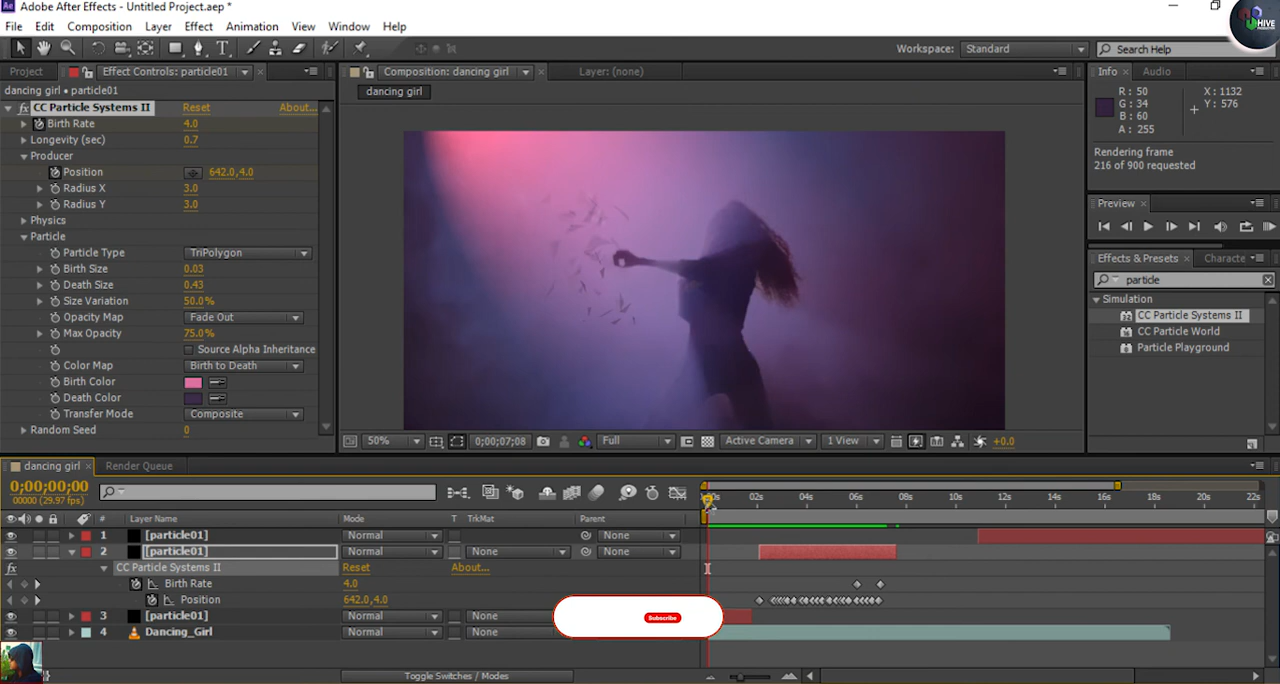 Adobe After Effects - Untitled Project.aep *
File Edit Composition Layer Effect Animation View Window Help
HIVE
Workspace: Standard
Search Help
Project Effect Controls: particle01
Composition: dancing girl Layer: (none)
Info Audio
dancing girl • particle01
dancing girl
CC Particle Systems II Reset About...
Birth Rate 4.0
Longevity (sec) 0.7
Producer
Position 642.0,4.0
Radius X 3.0
Radius Y 3.0
Physics
Particle
Particle Type TriPolygon
Birth Size 0.03
Death Size 0.43
Size Variation 50.0%
Opacity Map Fade Out
Max Opacity 75.0%
Source Alpha Inheritance
Color Map Birth to Death
Birth Color
Death Color
Transfer Mode Composite
Random Seed 0
R : 50
G : 34
B : 60
A : 255
X : 1132
Y : 576
Rendering frame
216 of 900 requested
Preview
Effects & Presets Characte
particle
Simulation
CC Particle Systems II
CC Particle World
Particle Playground
50% 0;00;07;08 Full Active Camera 1 View +0.0
dancing girl Render Queue
0;00;00;00
00000 (29.97 fps)
02s 04s 06s 08s 10s 12s 14s 16s 18s 20s 22s
# Layer Name Mode T TrkMat Parent
1 [particle01] Normal None
2 [particle01] Normal None None
fx CC Particle Systems II Reset About...
Birth Rate 4.0
Position 642.0,4.0
3 [particle01] Normal None
4 Dancing_Girl Normal None
Subscribe
Toggle Switches / Modes